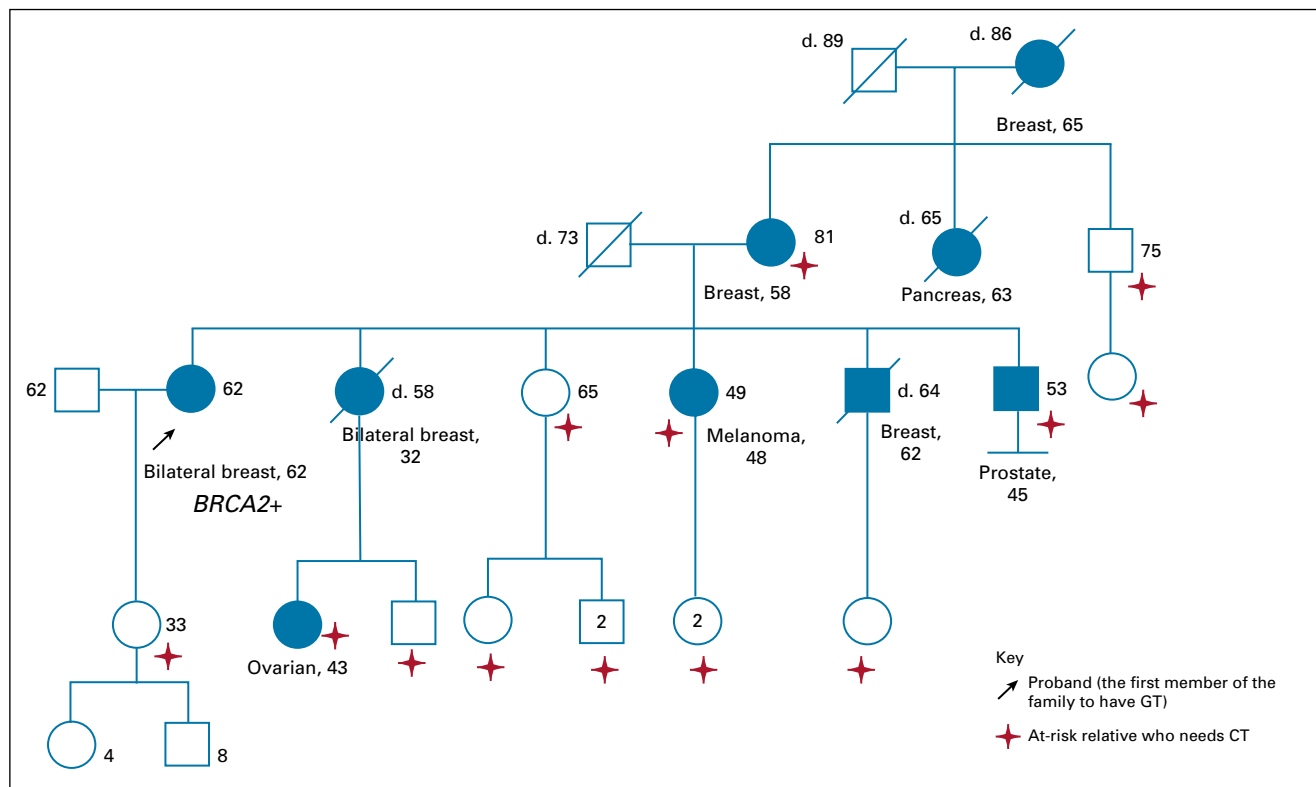 d. 89
d. 86
Breast, 65
d. 73
81
Breast, 58
d. 65
Pancreas, 63
75
62
62
Bilateral breast, 62
BRCA2+
d. 58
Bilateral breast,
32
65
49
Melanoma,
48
d. 64
Breast,
62
53
Prostate,
45
33
Ovarian, 43
2
2
4
8
Key
Proband (the first member of the
family to have GT)
At-risk relative who needs CT